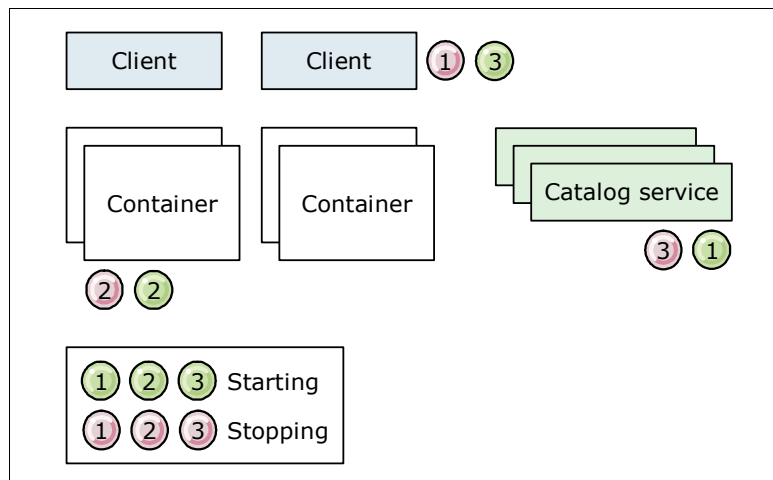 Client
Client
1 3
Container
Container
Catalog service
3 1
2 2
1 2 3 Starting
1 2 3 Stopping